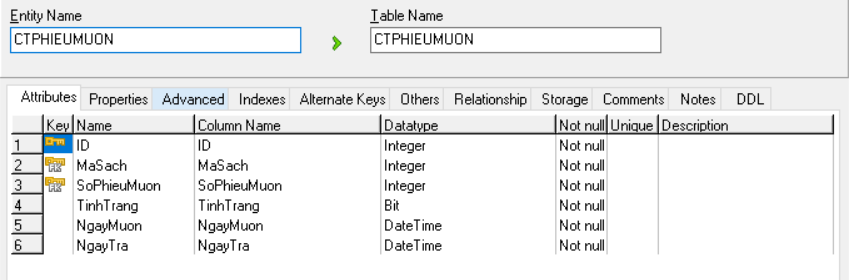 Entity Name Table Name
CTPHIEUMUON CTPHIEUMUON
Attributes Properties Advanced Indexes Alternate Keys Others Relationship Storage Comments Notes DDL
Key Name Column Name Datatype Not null Unique Description
1 ID ID Integer Not null
2 FK MaSach MaSach Integer Not null
3 FK SoPhieuMuon SoPhieuMuon Integer Not null
4 TinhTrang TinhTrang Bit Not null
5 NgayMuon NgayMuon DateTime Not null
6 NgayTra NgayTra DateTime Not null